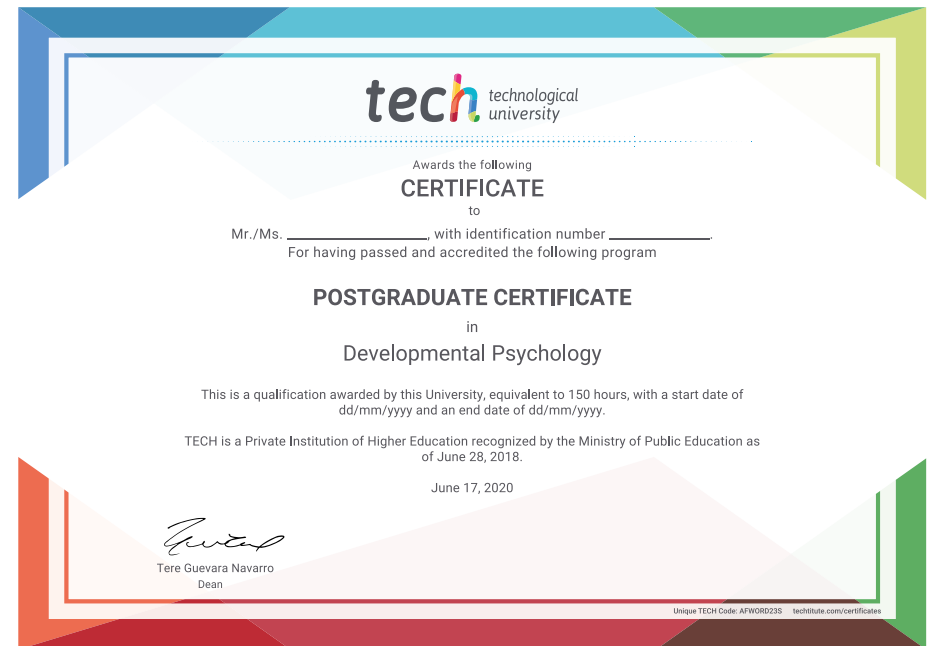 tech technological
university
Awards the following
CERTIFICATE
to
Mr./Ms. ____________________, with identification number ______________.
For having passed and accredited the following program
POSTGRADUATE CERTIFICATE
in
Developmental Psychology
This is a qualification awarded by this University, equivalent to 150 hours, with a start date of
dd/mm/yyyy and an end date of dd/mm/yyyy.
TECH is a Private Institution of Higher Education recognized by the Ministry of Public Education as
of June 28, 2018.
June 17, 2020
Tere Guevara Navarro
Dean
Unique TECH Code: AFWORD23S techtitute.com/certificates